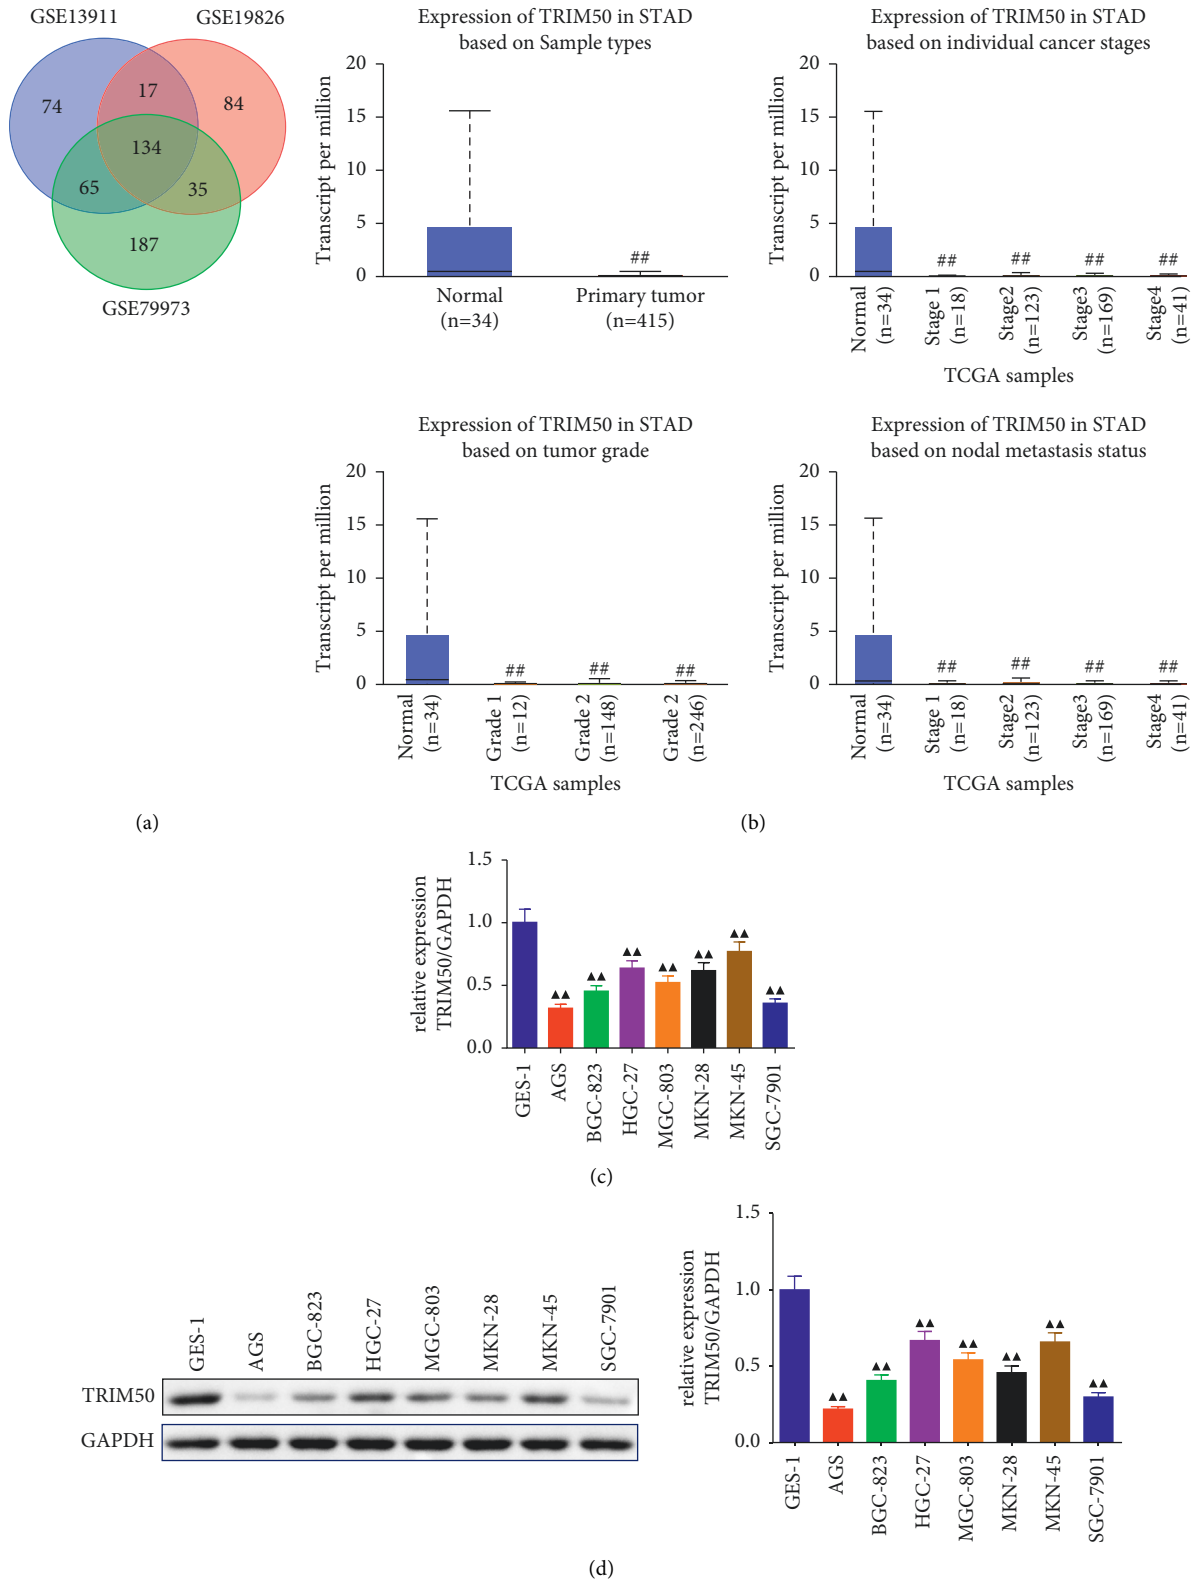 GSE13911
GSE19826
74
17
84
134
65
35
187
GSE79973
(a)
Expression of TRIM50 in STAD
based on Sample types
Transcript per million
20
15
10
5
0
##
Normal
(n=34)
Primary tumor
(n=415)
Expression of TRIM50 in STAD
based on individual cancer stages
Transcript per million
20
15
10
5
0
##
##
##
##
Normal
(n=34)
Stage 1
(n=18)
Stage2
(n=123)
Stage3
(n=169)
Stage4
(n=41)
TCGA samples
Expression of TRIM50 in STAD
based on tumor grade
Transcript per million
20
15
10
5
0
##
##
##
Normal
(n=34)
Grade 1
(n=12)
Grade 2
(n=148)
Grade 2
(n=246)
TCGA samples
Expression of TRIM50 in STAD
based on nodal metastasis status
Transcript per million
20
15
10
5
0
##
##
##
##
Normal
(n=34)
Stage 1
(n=18)
Stage2
(n=123)
Stage3
(n=169)
Stage4
(n=41)
TCGA samples
(b)
relative expression
TRIM50/GAPDH
1.5
1.0
0.5
0.0
▲▲
▲▲
▲▲
▲▲
▲▲
▲▲
▲▲
GES-1
AGS
BGC-823
HGC-27
MGC-803
MKN-28
MKN-45
SGC-7901
(c)
GES-1
AGS
BGC-823
HGC-27
MGC-803
MKN-28
MKN-45
SGC-7901
TRIM50
GAPDH
relative expression
TRIM50/GAPDH
1.5
1.0
0.5
0.0
▲▲
▲▲
▲▲
▲▲
▲▲
▲▲
▲▲
GES-1
AGS
BGC-823
HGC-27
MGC-803
MKN-28
MKN-45
SGC-7901
(d)